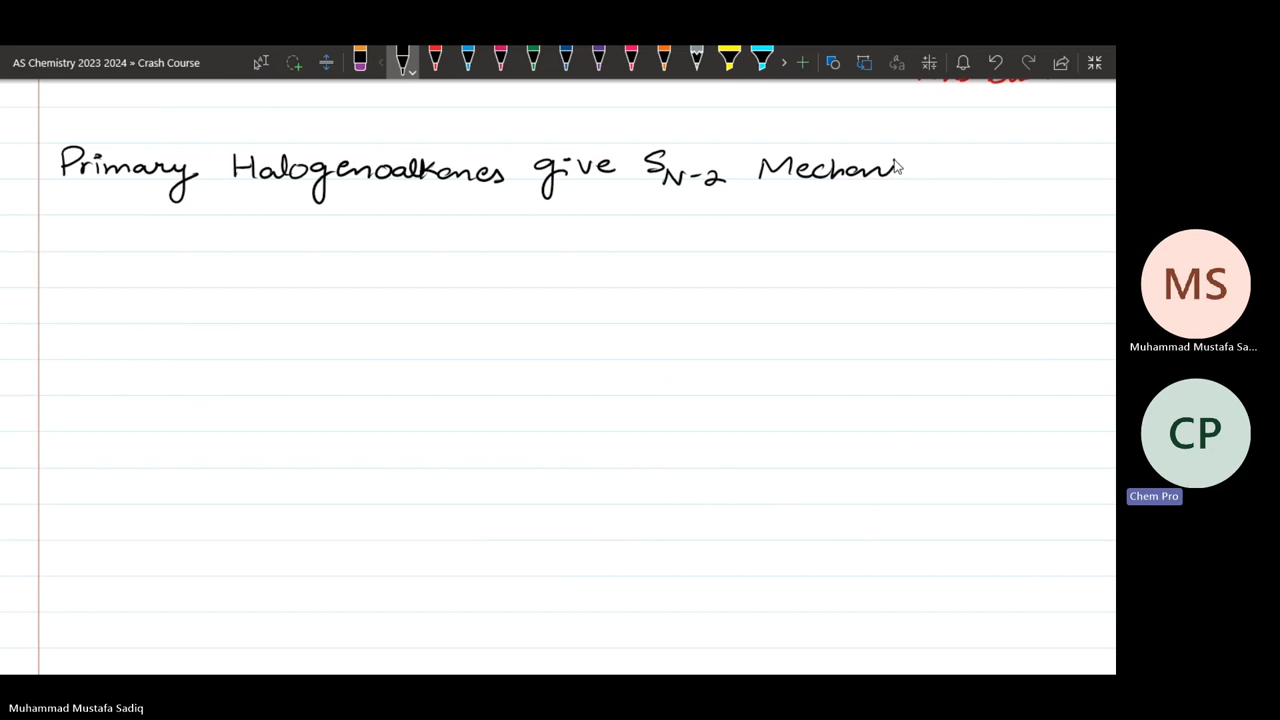 AS Chemistry 2023 2024 » Crash Course
Primary Halogenoalkanes give SN-2 Mechani
MS
Muhammad Mustafa Sa...
CP
Chem Pro
Muhammad Mustafa Sadiq